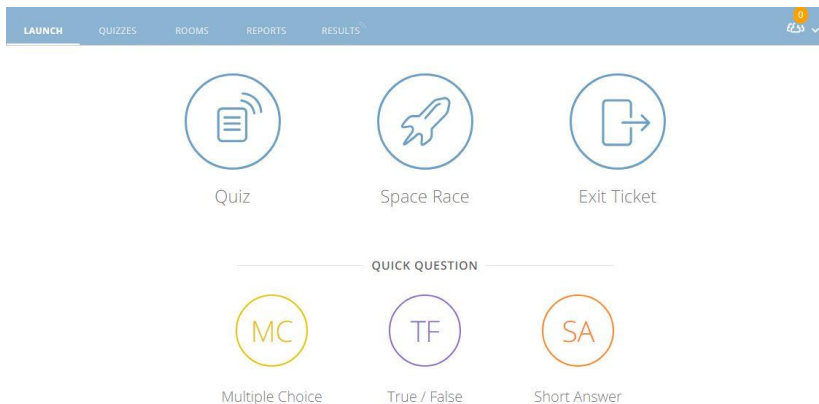 LAUNCH QUIZZES ROOMS REPORTS RESULTS 0
Quiz Space Race Exit Ticket
QUICK QUESTION
MC TF SA
Multiple Choice True / False Short Answer